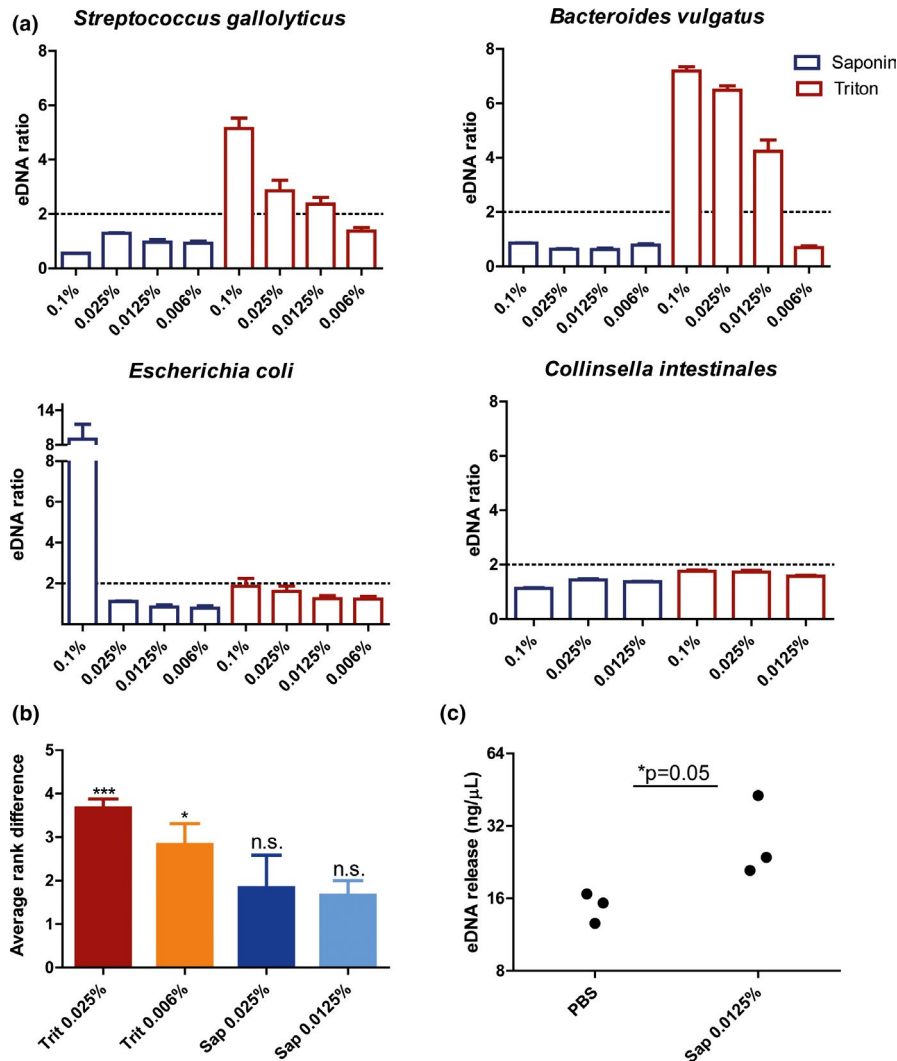 (a)
Streptococcus gallolyticus
eDNA ratio
8
6
4
2
0
0.1%
0.025%
0.0125%
0.006%
0.1%
0.025%
0.0125%
0.006%
Bacteroides vulgatus
Saponin
Triton
eDNA ratio
8
6
4
2
0
0.1%
0.025%
0.0125%
0.006%
0.1%
0.025%
0.0125%
0.006%
Escherichia coli
eDNA ratio
14
8
8
6
4
2
0.1%
0.025%
0.0125%
0.006%
0.1%
0.025%
0.0125%
0.006%
Collinsella intestinales
eDNA ratio
8
6
4
2
0
0.1%
0.025%
0.0125%
0.1%
0.025%
0.0125%
(b)
Average rank difference
5
4
3
2
1
0
***
*
n.s.
n.s.
Trit 0.025%
Trit 0.006%
Sap 0.025%
Sap 0.0125%
(c)
eDNA release (ng/µL)
64
32
16
8
*p=0.05
PBS
Sap 0.0125%